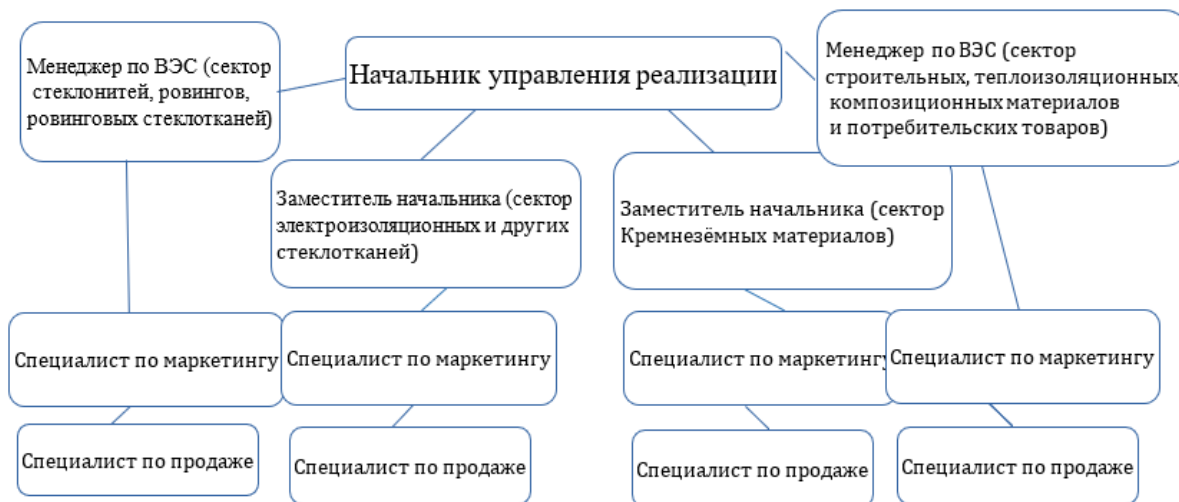 Менеджер по ВЭС (сектор
стеклонитей, ровингов,
ровинговых стеклотканей)
Начальник управления реализации
Менеджер по ВЭС (сектор
строительных, теплоизоляционных,
композиционных материалов
и потребительских товаров)
Заместитель начальника (сектор
электроизоляционных и других
стеклотканей)
Заместитель начальника (сектор
Кремнезёмных материалов)
Специалист по маркетингу
Специалист по маркетингу
Специалист по маркетингу
Специалист по маркетингу
Специалист по продаже
Специалист по продаже
Специалист по продаже
Специалист по продаже